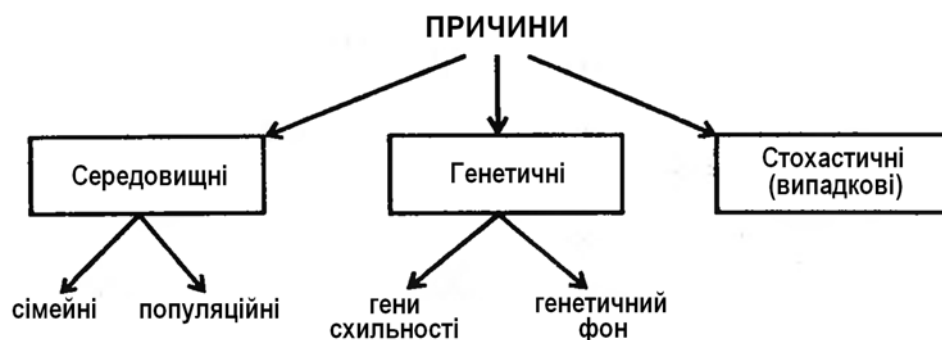 ПРИЧИНИ
Середовищні
Генетичні
Стохастичні
(випадкові)
сімейні
популяційні
гени
схильності
генетичний
фон